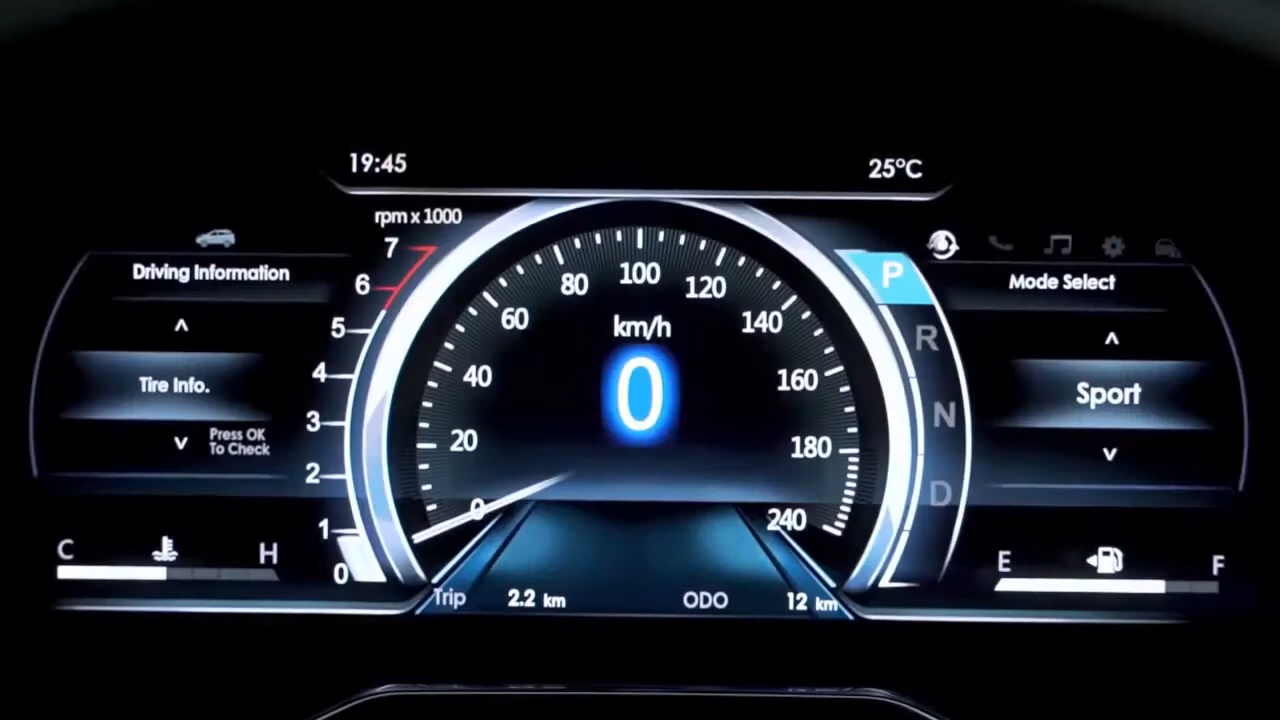 19:45
25°C
rpm x 1000
7
6
5
4
3
2
1
0
Driving Information
Tire Info.
Press OK
To Check
C
H
km/h
0
0
20
40
60
80
100
120
140
160
180
240
P
R
N
D
Mode Select
Sport
E
F
Trip 2.2 km
ODO 12 km